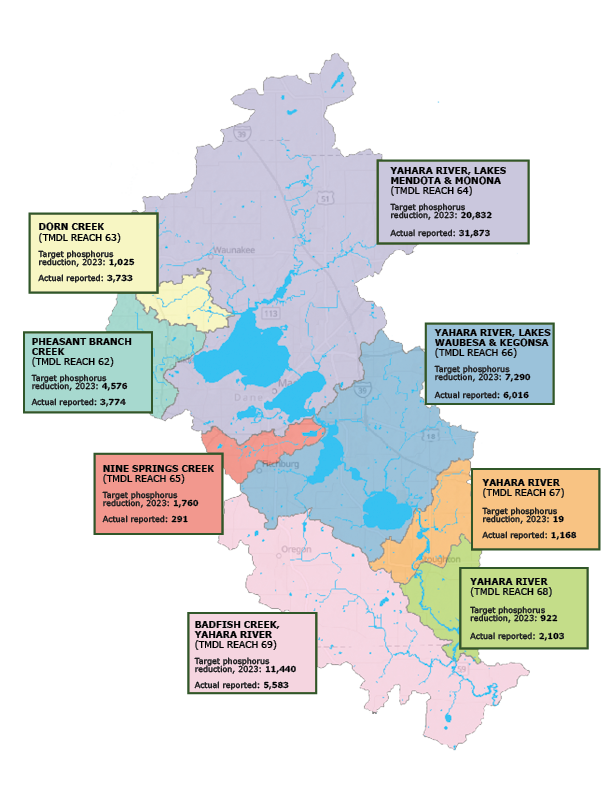 YAHARA RIVER, LAKES
MENDOTA & MONONA
(TMDL REACH 64)
Target phosphorus
reduction, 2023: 20,832
Actual reported: 31,873
DORN CREEK
(TMDL REACH 63)
Target phosphorus
reduction, 2023: 1,025
Actual reported: 3,733
PHEASANT BRANCH
CREEK
(TMDL REACH 62)
Target phosphorus
reduction, 2023: 4,576
Actual reported: 3,774
YAHARA RIVER, LAKES
WAUBESA & KEGONSA
(TMDL REACH 66)
Target phosphorus
reduction, 2023: 7,290
Actual reported: 6,016
NINE SPRINGS CREEK
(TMDL REACH 65)
Target phosphorus
reduction, 2023: 1,760
Actual reported: 291
YAHARA RIVER
(TMDL REACH 67)
Target phosphorus
reduction, 2023: 19
Actual reported: 1,168
YAHARA RIVER
(TMDL REACH 68)
Target phosphorus
reduction, 2023: 922
Actual reported: 2,103
BADFISH CREEK,
YAHARA RIVER
(TMDL REACH 69)
Target phosphorus
reduction, 2023: 11,440
Actual reported: 5,583
51
Waunakee
113
Dane
Oregon